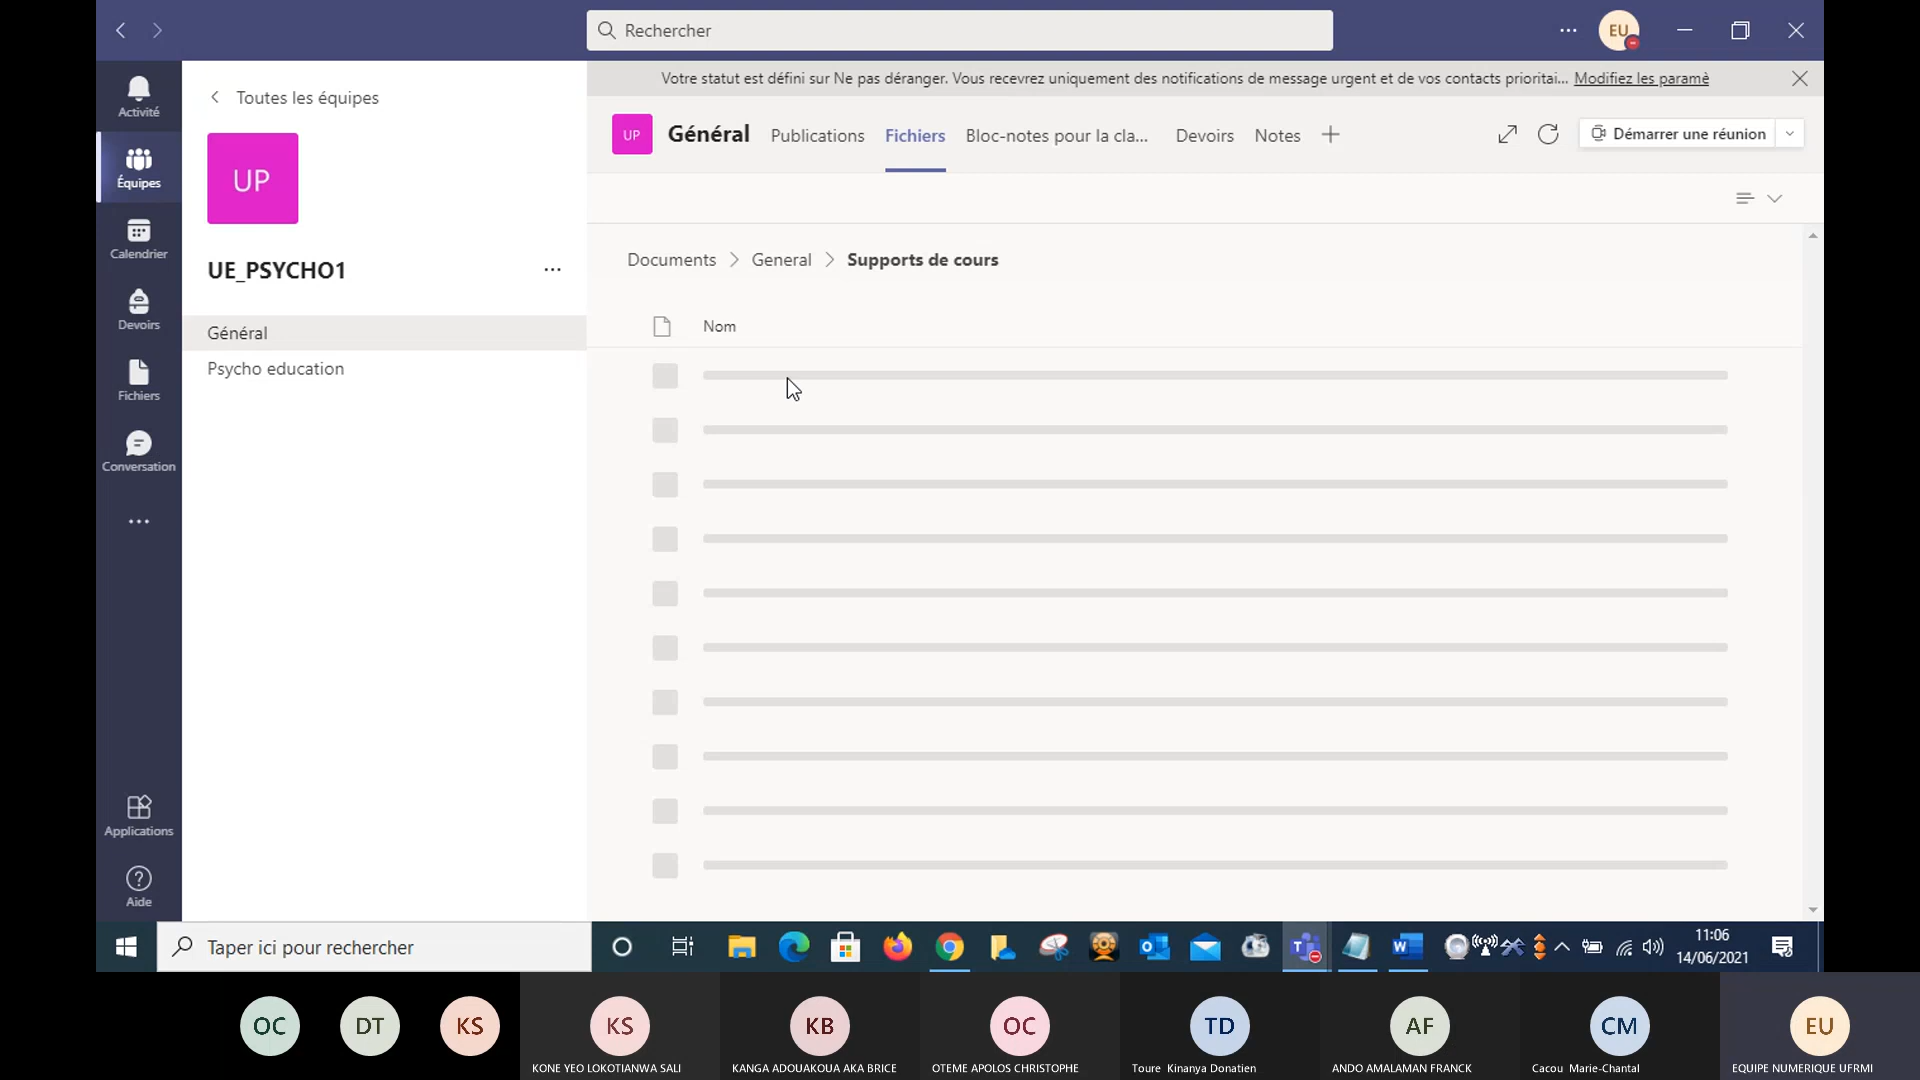 Rechercher
EU
Votre statut est défini sur Ne pas déranger. Vous recevrez uniquement des notifications de message urgent et de vos contacts prioritai... Modifiez les paramè
Activité
Équipes
Calendrier
Devoirs
Fichiers
Conversation
Applications
Aide
Toutes les équipes
UP
UE_PSYCHO1
Général
Psycho education
UP
Général Publications Fichiers Bloc-notes pour la cla... Devoirs Notes
Démarrer une réunion
Documents > General > Supports de cours
Nom
Taper ici pour rechercher
11:06
14/06/2021
OC
DT
KS
KS
KONE YEO LOKOTIANWA SALI
KB
KANGA ADOUAKOUA AKA BRICE
OC
OTEME APOLOS CHRISTOPHE
TD
Toure Kinanya Donatien
AF
ANDO AMALAMAN FRANCK
CM
Cacou Marie-Chantal
EU
EQUIPE NUMERIQUE UFRMI